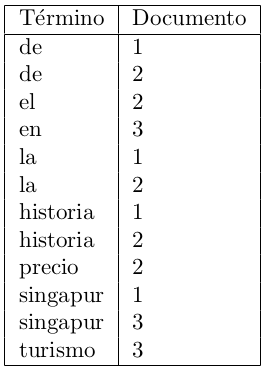 Término Documento
de 1
de 2
el 2
en 3
la 1
la 2
historia 1
historia 2
precio 2
singapur 1
singapur 3
turismo 3